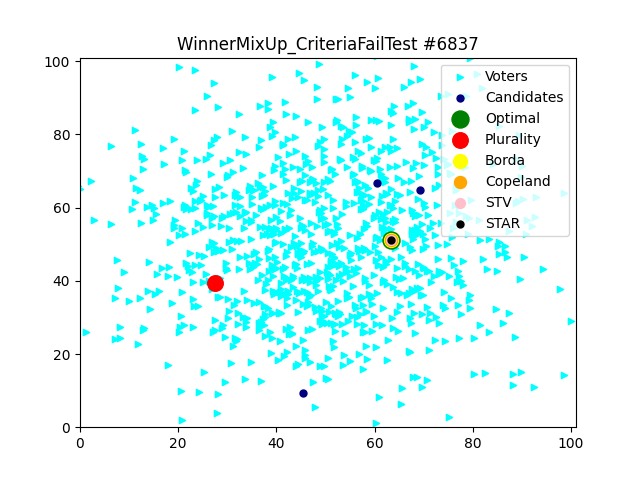 WinnerMixUp_CriteriaFailTest #6837
100
80
60
40
20
0
0 20 40 60 80 100
Voters
Candidates
Optimal
Plurality
Borda
Copeland
STV
STAR